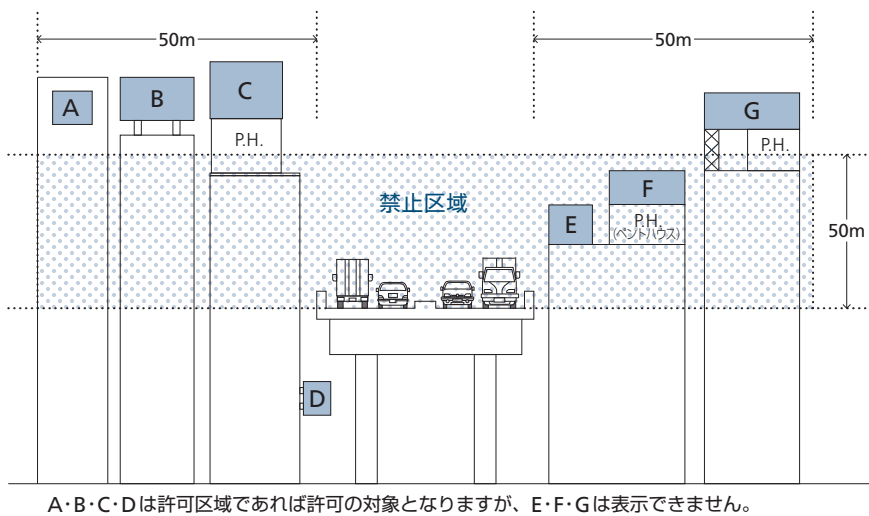 50m
50m
A
B
C
P.H.
G
P.H.
禁止区域
F
E
P.H.
(ペントハウス)
50m
D
A・B・C・Dは許可区域であれば許可の対象となりますが、E・F・Gは表示できません。